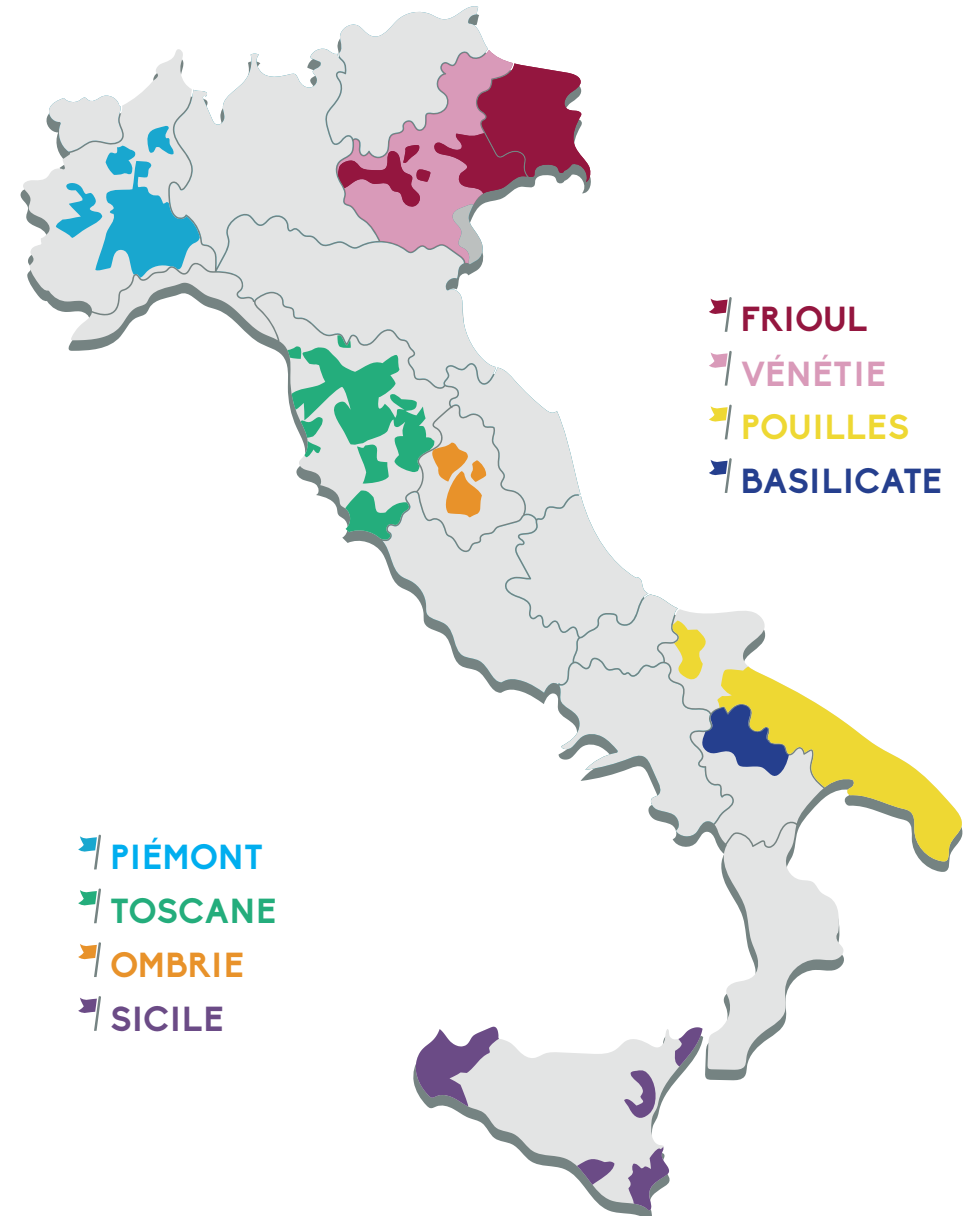 FRIOUL
VÉNÉTIE
POUILLES
BASILICATE
PIÉMONT
TOSCANE
OMBRIE
SICILE